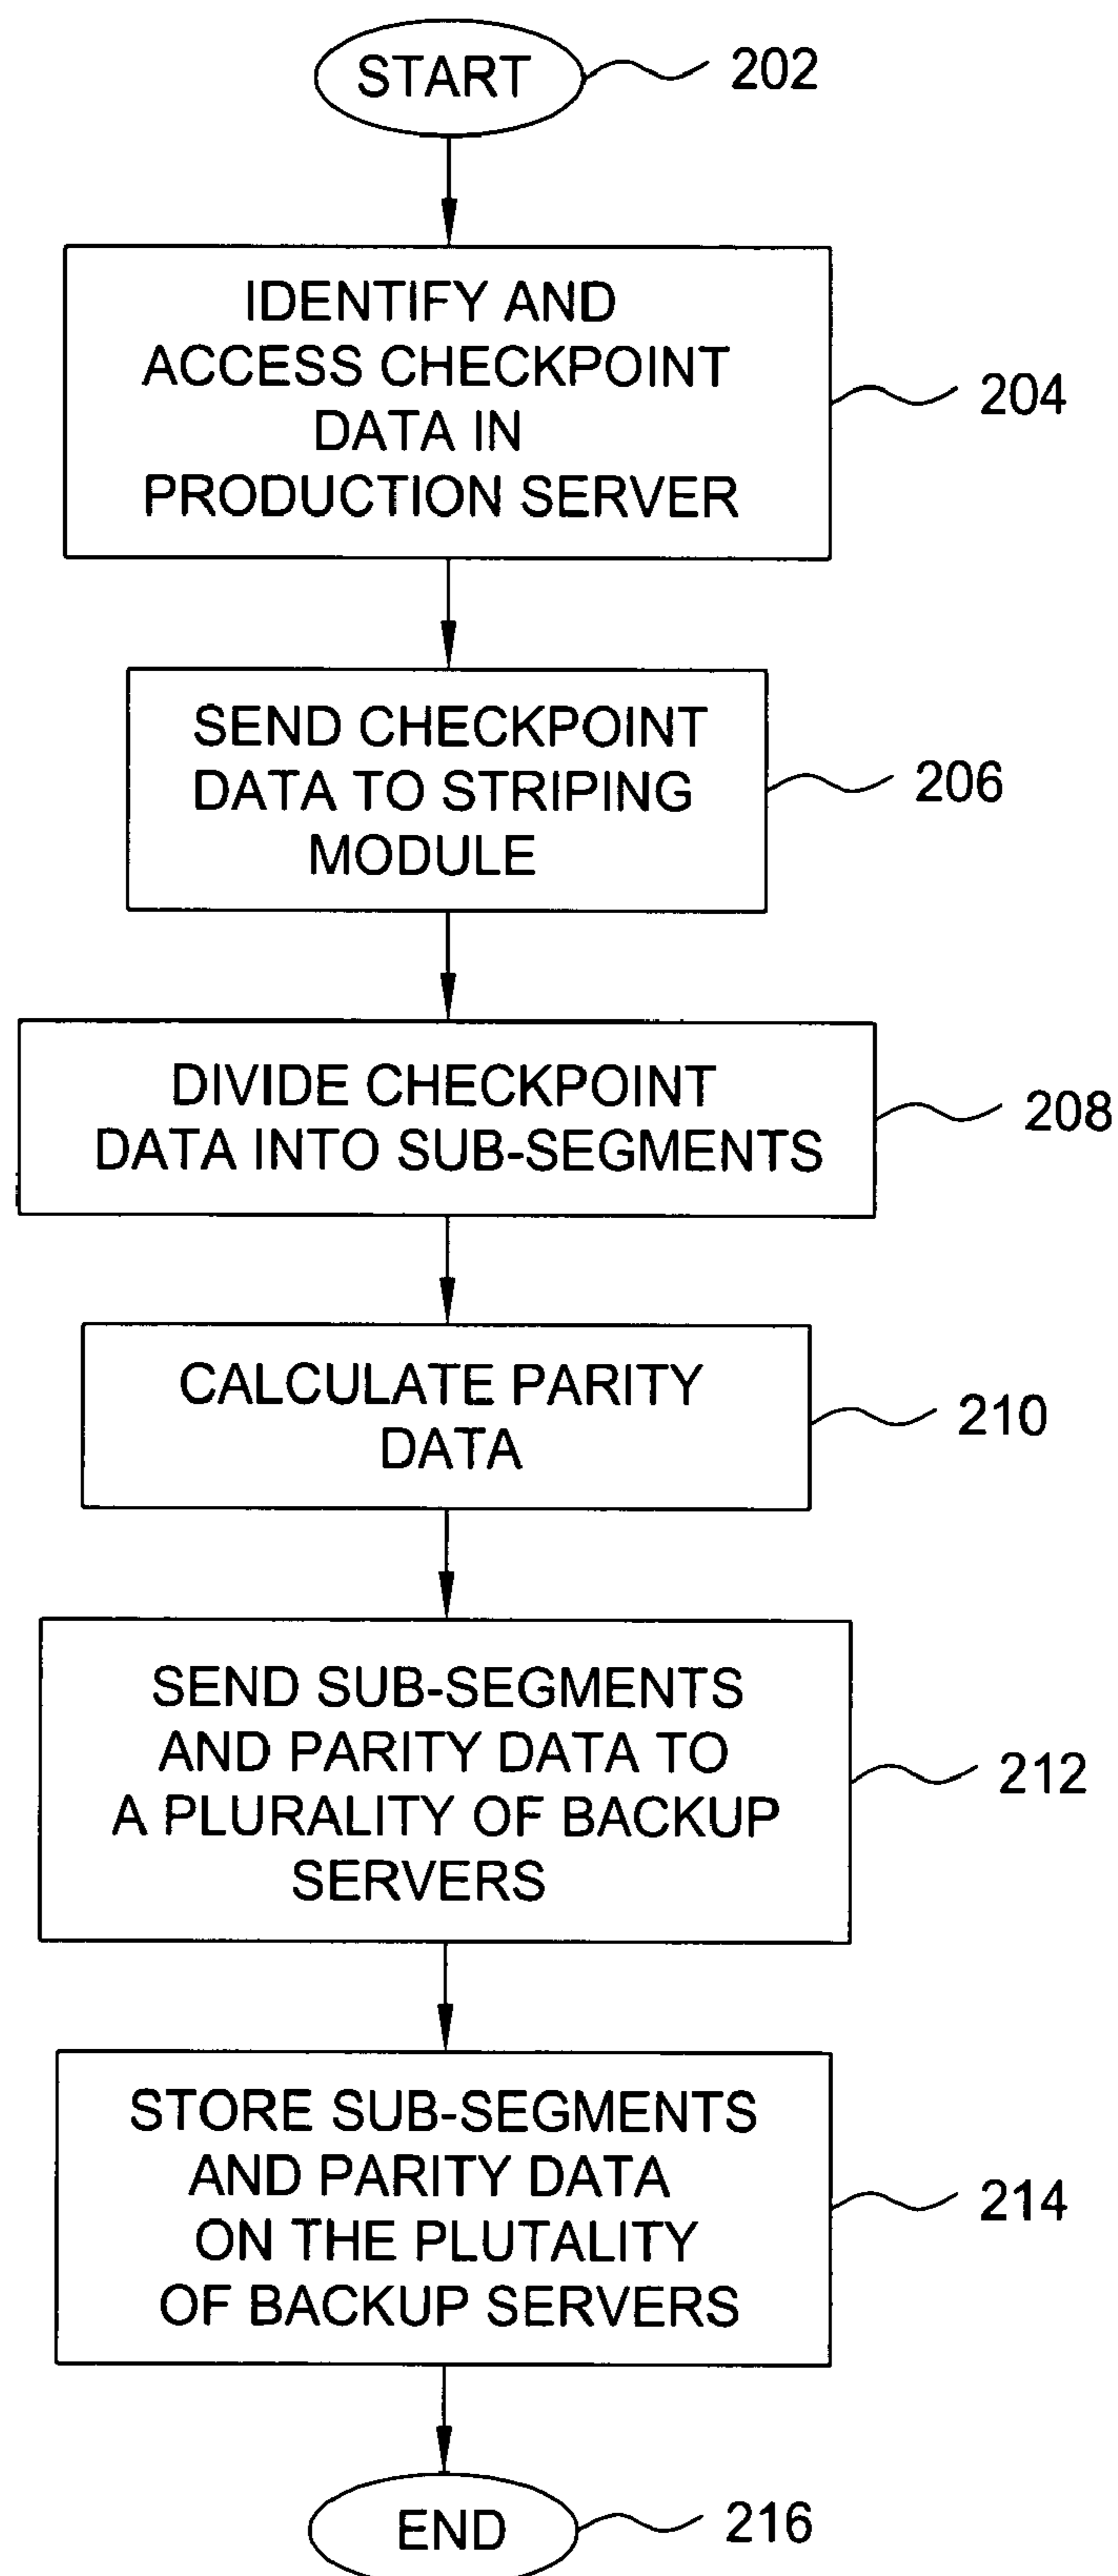 START
202
IDENTIFY AND
ACCESS CHECKPOINT
DATA IN
PRODUCTION SERVER
204
SEND CHECKPOINT
DATA TO STRIPING
MODULE
206
DIVIDE CHECKPOINT
DATA INTO SUB-SEGMENTS
208
CALCULATE PARITY
DATA
210
SEND SUB-SEGMENTS
AND PARITY DATA TO
A PLURALITY OF BACKUP
SERVERS
212
STORE SUB-SEGMENTS
AND PARITY DATA
ON THE PLUTALITY
OF BACKUP SERVERS
214
END
216